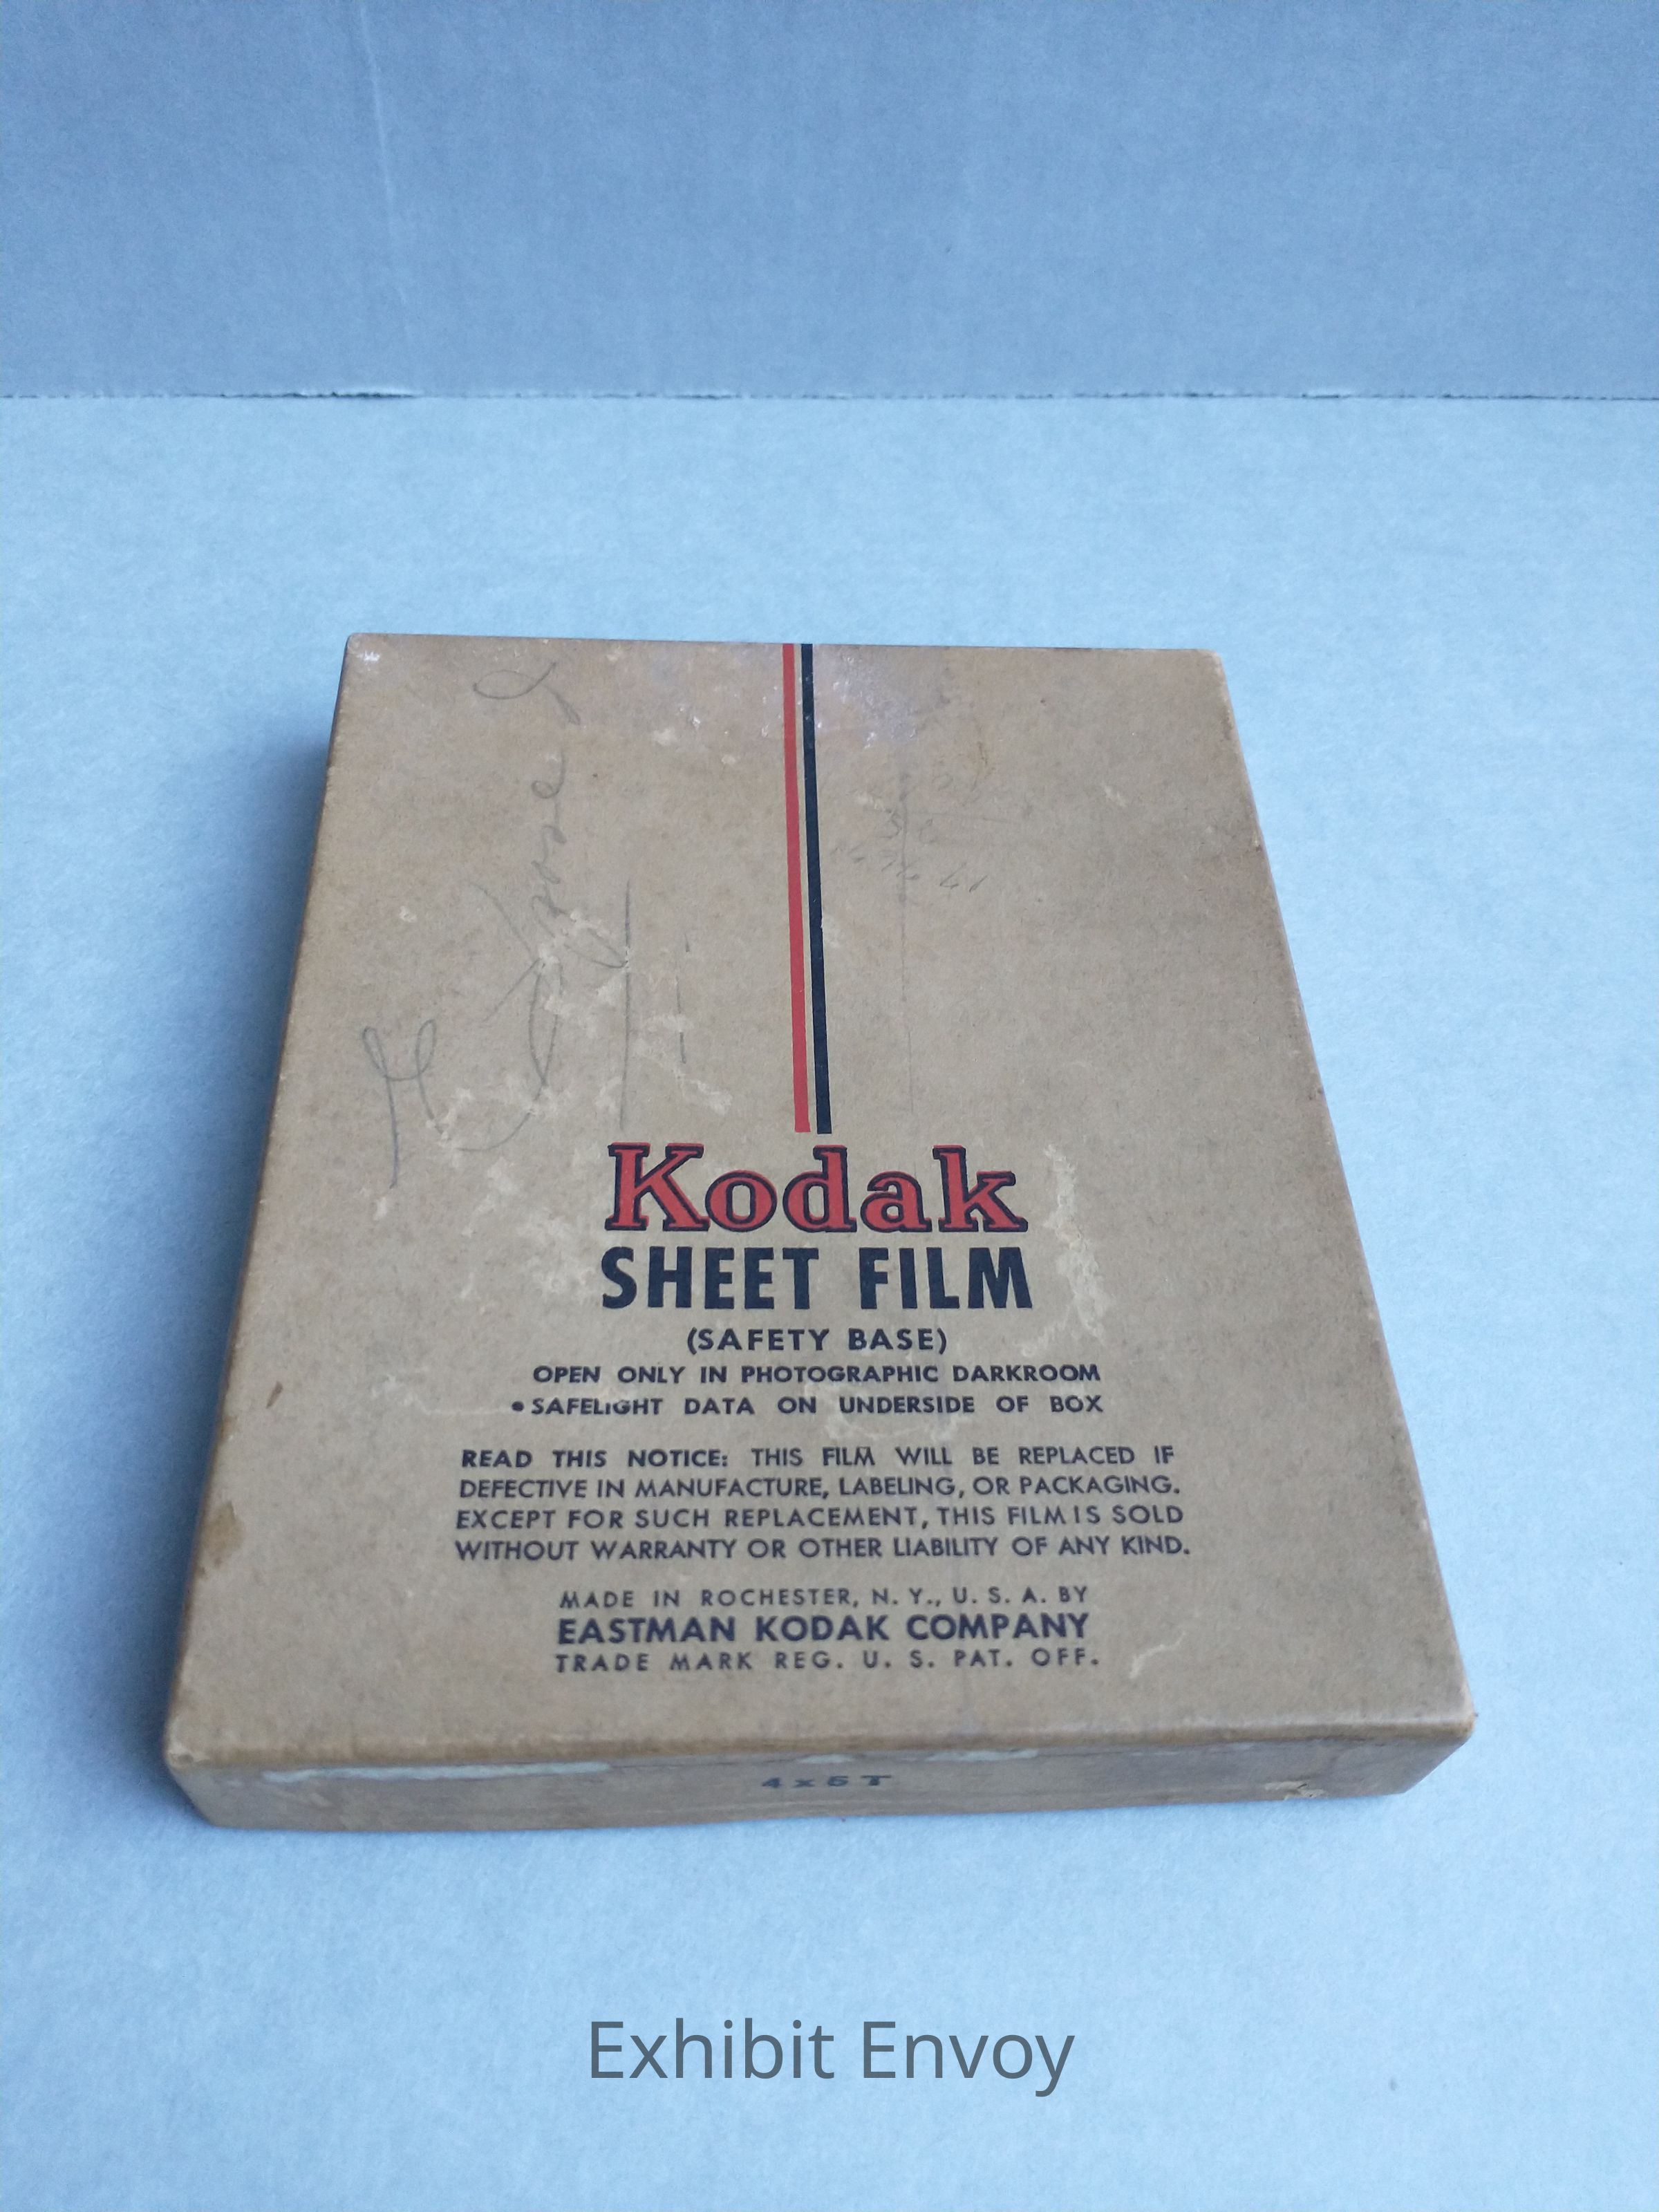 Kodak
SHEET FILM
(SAFETY BASE)
OPEN ONLY IN PHOTOGRAPHIC DARKROOM
• SAFELIGHT DATA ON UNDERSIDE OF BOX
READ THIS NOTICE: THIS FILM WILL BE REPLACED IF
DEFECTIVE IN MANUFACTURE, LABELING, OR PACKAGING.
EXCEPT FOR SUCH REPLACEMENT, THIS FILM IS SOLD
WITHOUT WARRANTY OR OTHER LIABILITY OF ANY KIND.
MADE IN ROCHESTER, N. Y., U. S. A. BY
EASTMAN KODAK COMPANY
TRADE MARK REG. U. S. PAT. OFF.
4x5T
Exhibit Envoy